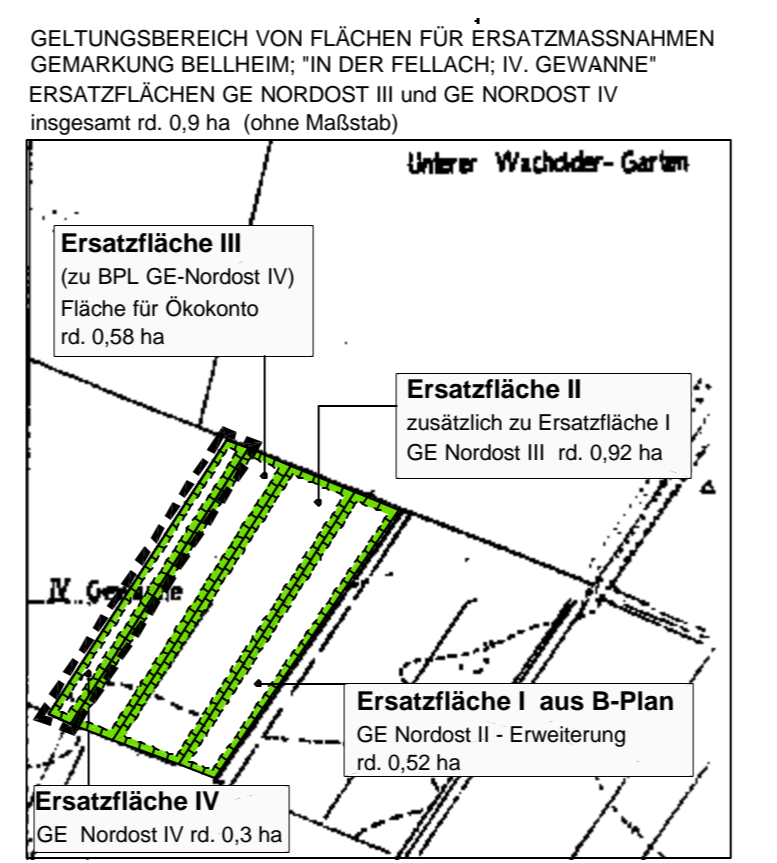 GELTUNGSBEREICH VON FLÄCHEN FÜR ERSATZMASSNAHMEN
GEMARKUNG BELLHEIM; "IN DER FELLACH; IV. GEWANNE"
ERSATZFLÄCHEN GE NORDOST III und GE NORDOST IV
insgesamt rd. 0,9 ha (ohne Maßstab)
Unterer Wacholder-Garten
Ersatzfläche III
(zu BPL GE-Nordost IV)
Fläche für Ökokonto
rd. 0,58 ha
Ersatzfläche II
zusätzlich zu Ersatzfläche I
GE Nordost III rd. 0,92 ha
IV
Ersatzfläche I aus B-Plan
GE Nordost II - Erweiterung
rd. 0,52 ha
Ersatzfläche IV
GE Nordost IV rd. 0,3 ha